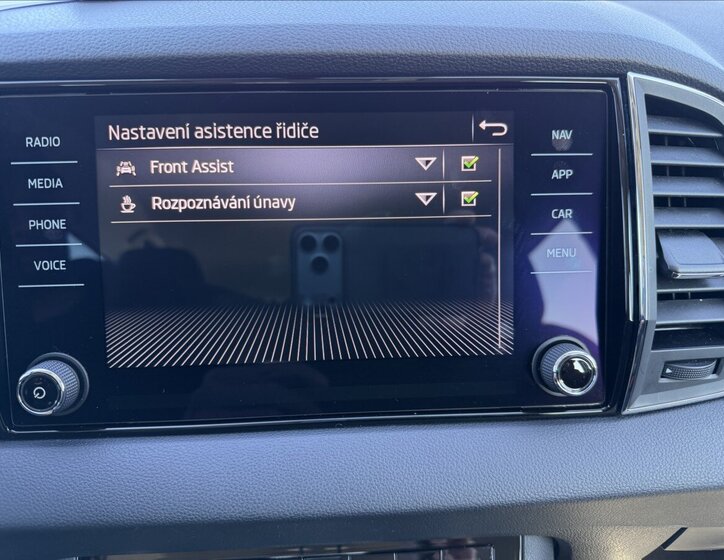 Nastavení asistence řidiče
Front Assist
Rozpoznávání únavy
RADIO
MEDIA
PHONE
VOICE
NAV
APP
CAR
MENU